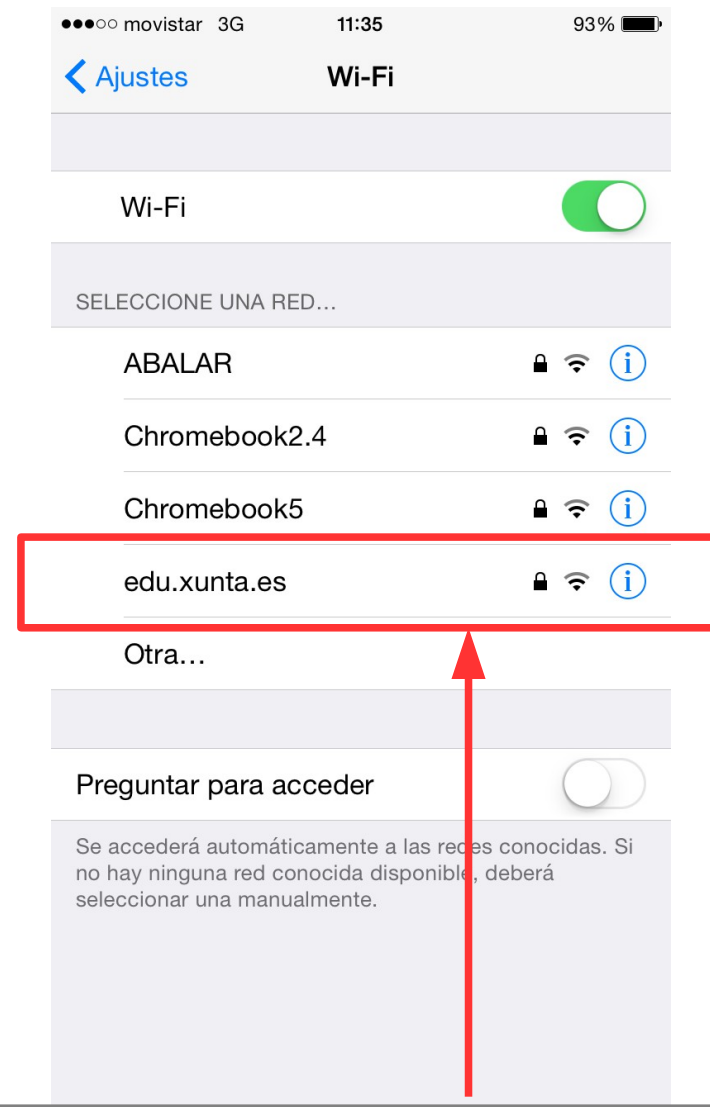 movistar 3G 11:35 93%
Ajustes Wi-Fi
Wi-Fi
SELECCIONE UNA RED...
ABALAR
Chromebook2.4
Chromebook5
edu.xunta.es
Otra...
Preguntar para acceder
Se accederá automáticamente a las redes conocidas. Si
no hay ninguna red conocida disponible, deberá
seleccionar una manualmente.